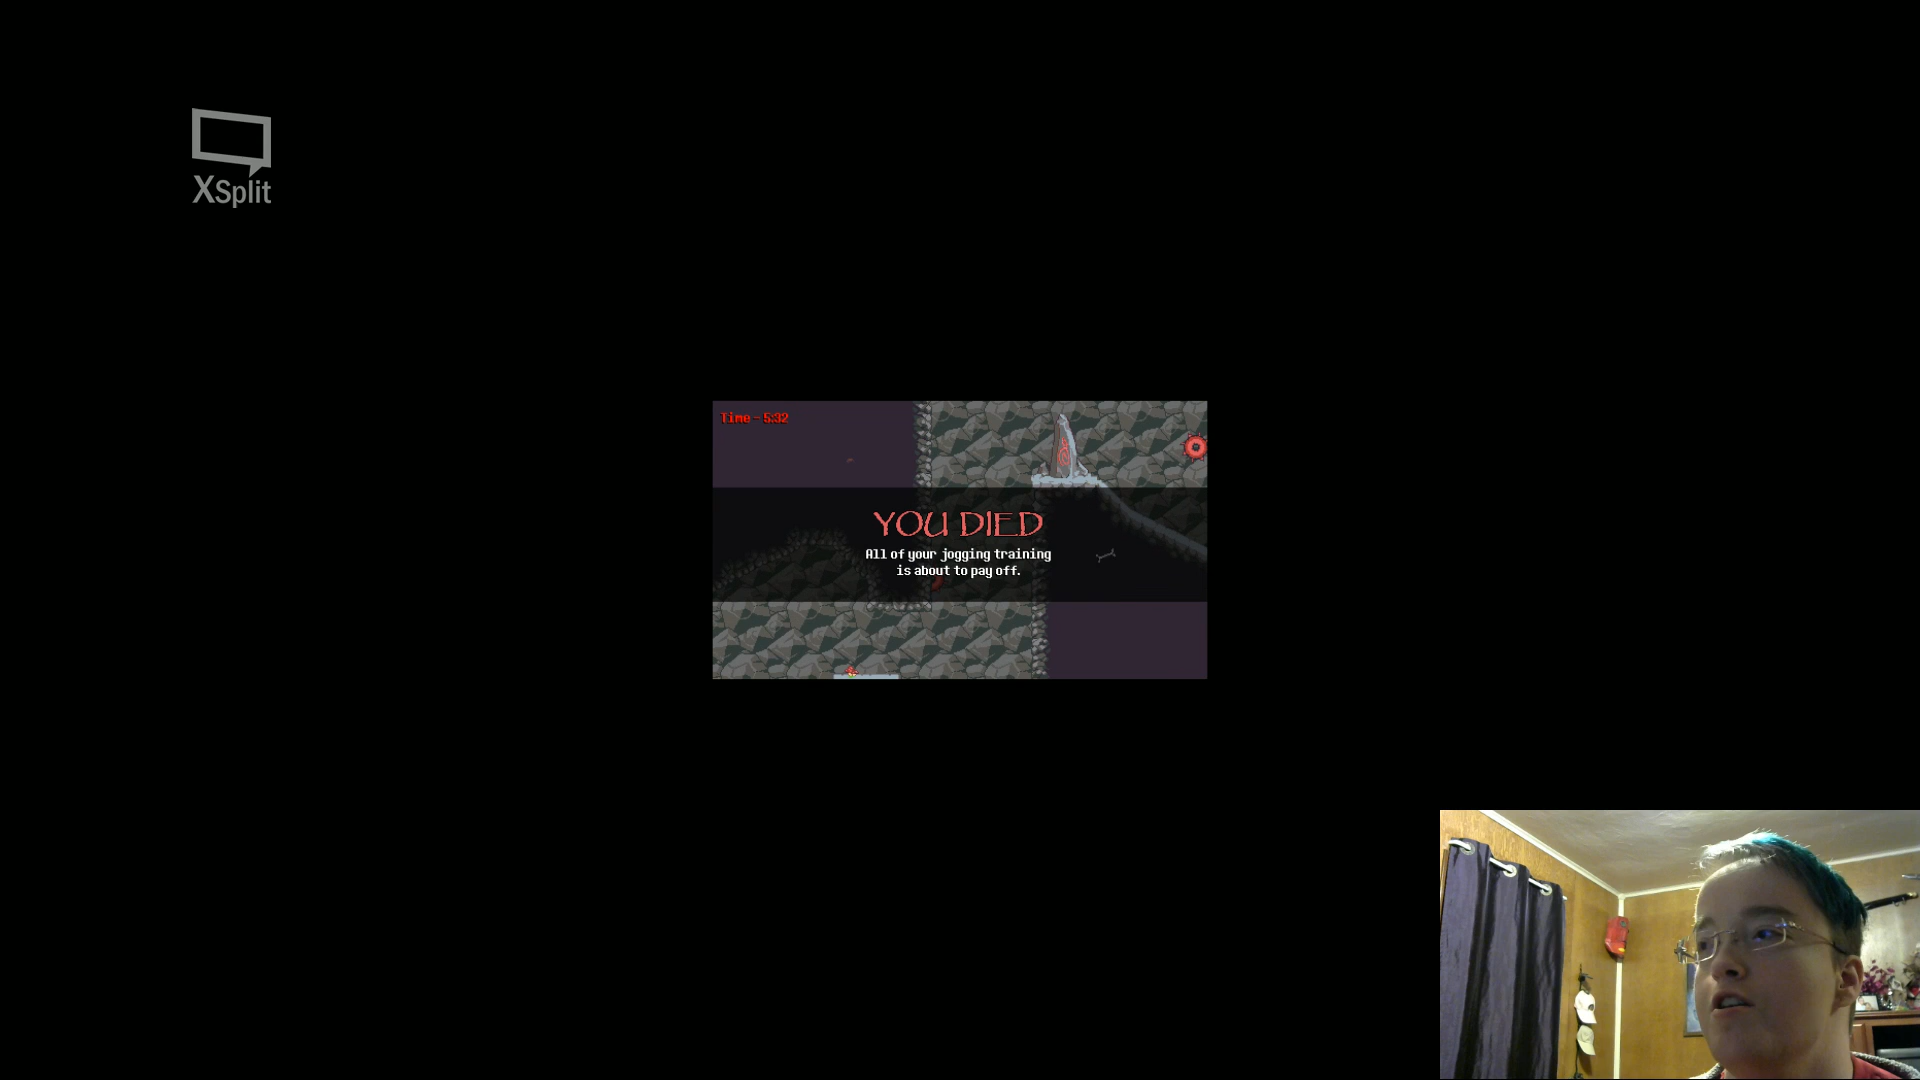 XSplit
Time - 5:32
YOU DIED
All of your jogging training
is about to pay off.